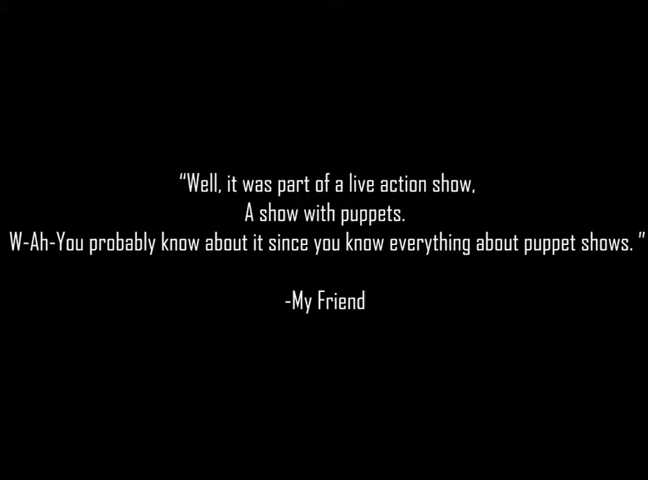 “Well, it was part of a live action show,
A show with puppets.
W-Ah-You probably know about it since you know everything about puppet shows. ”
-My Friend